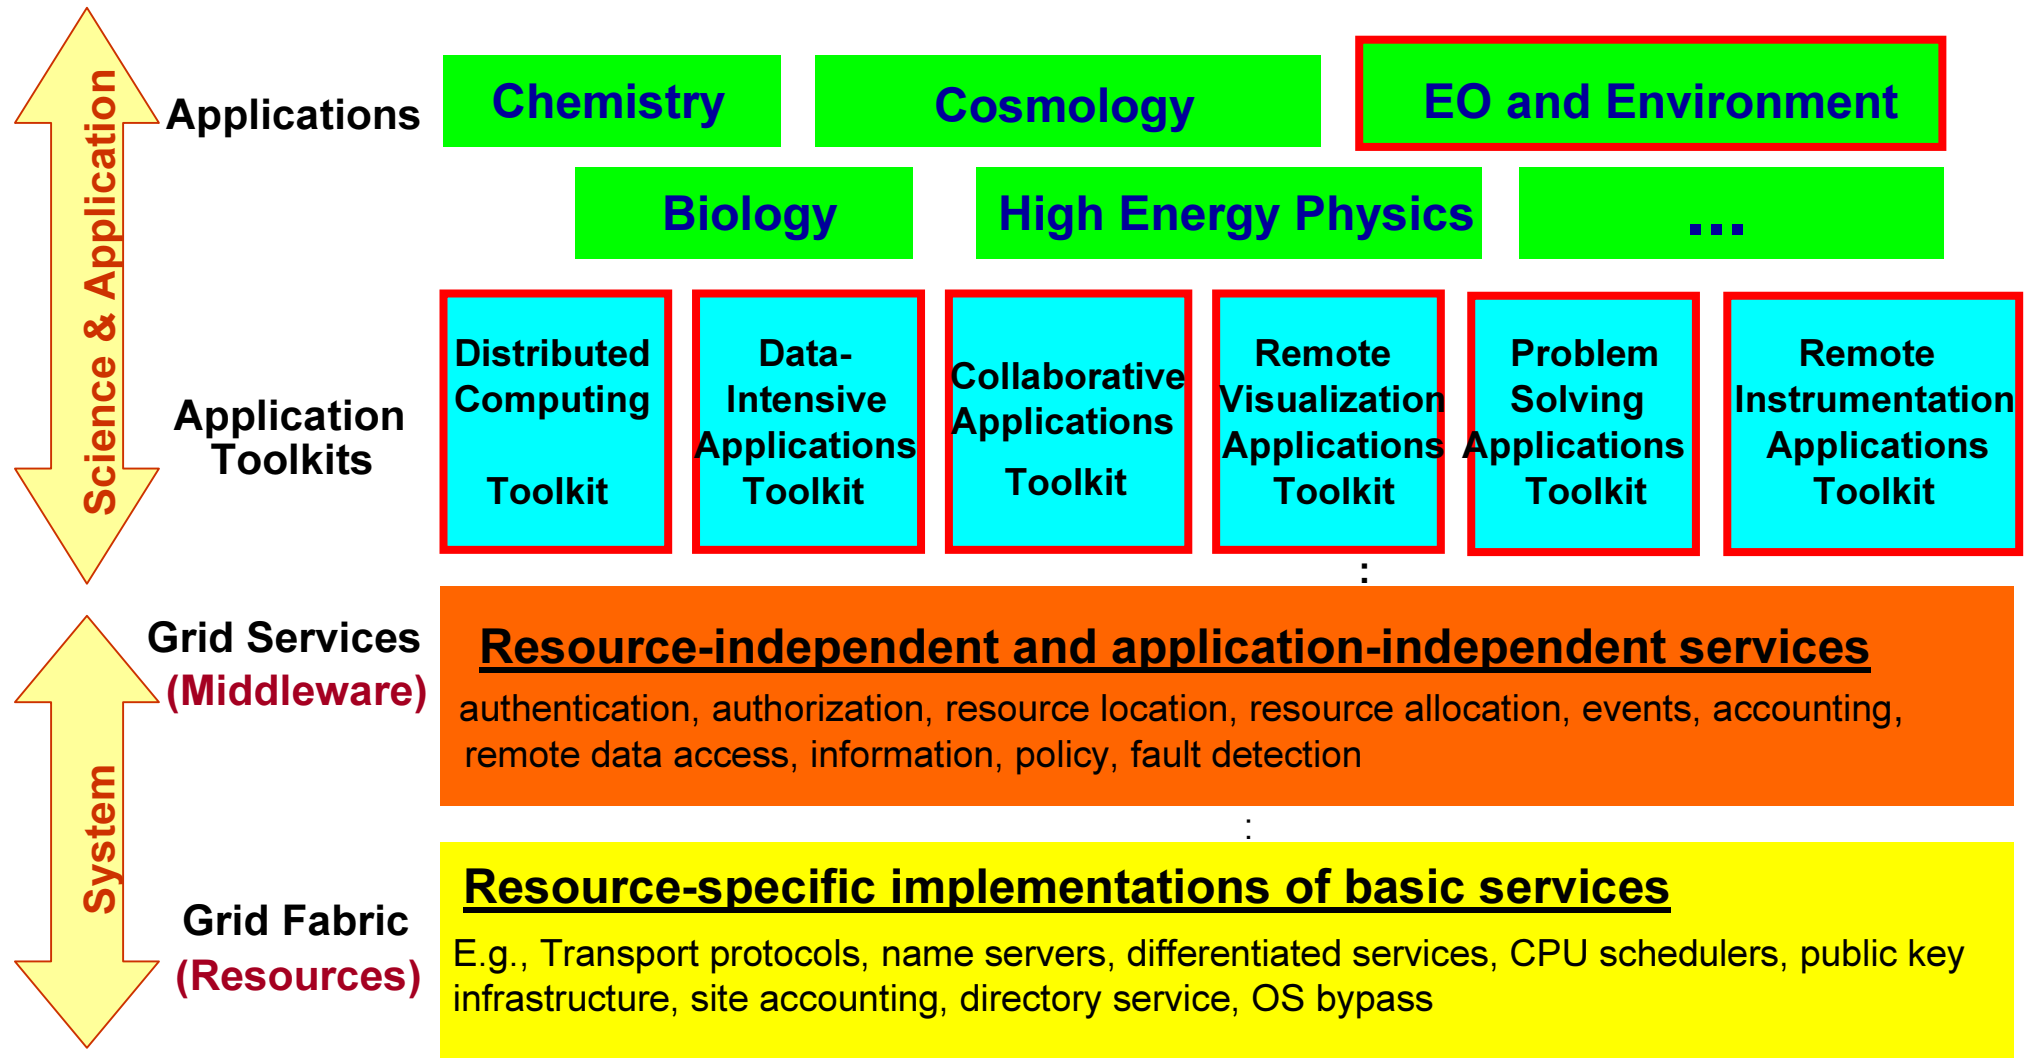 Science & Application
Applications
Chemistry
Cosmology
EO and Environment
Biology
High Energy Physics
...
Application
Toolkits
Distributed
Computing
Toolkit
Data-
Intensive
Applications
Toolkit
Collaborative
Applications
Toolkit
Remote
Visualization
Applications
Toolkit
Problem
Solving
Applications
Toolkit
Remote
Instrumentation
Applications
Toolkit
:
System
Grid Services
(Middleware)
Resource-independent and application-independent services
authentication, authorization, resource location, resource allocation, events, accounting,
remote data access, information, policy, fault detection
:
Grid Fabric
(Resources)
Resource-specific implementations of basic services
E.g., Transport protocols, name servers, differentiated services, CPU schedulers, public key
infrastructure, site accounting, directory service, OS bypass